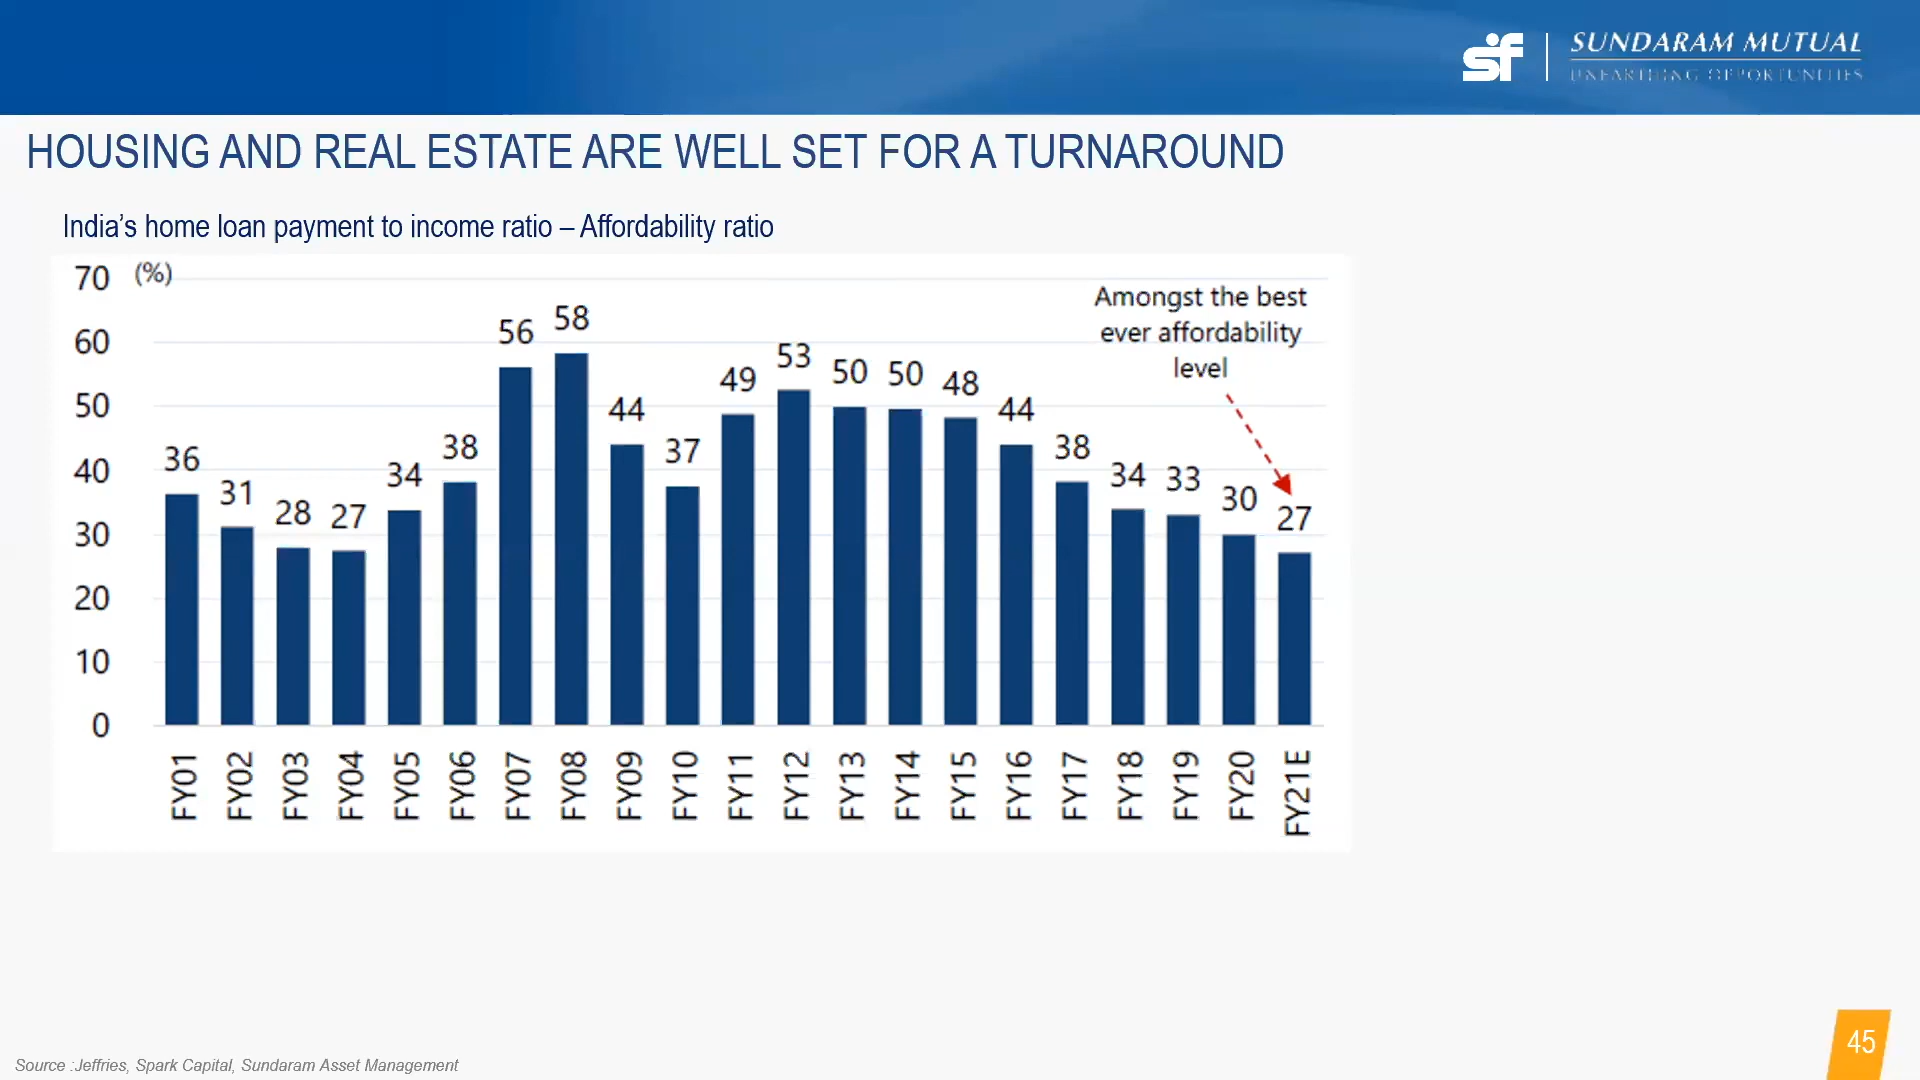 sf
SUNDARAM MUTUAL
UNEARTHING OPPORTUNITIES
HOUSING AND REAL ESTATE ARE WELL SET FOR A TURNAROUND
India’s home loan payment to income ratio – Affordability ratio
(%)
70
60
50
40
30
20
10
0
36
31
28
27
34
38
56
58
44
37
49
53
50
50
48
44
38
34
33
30
27
Amongst the best
ever affordability
level
FY01
FY02
FY03
FY04
FY05
FY06
FY07
FY08
FY09
FY10
FY11
FY12
FY13
FY14
FY15
FY16
FY17
FY18
FY19
FY20
FY21E
Source :Jeffries, Spark Capital, Sundaram Asset Management
45